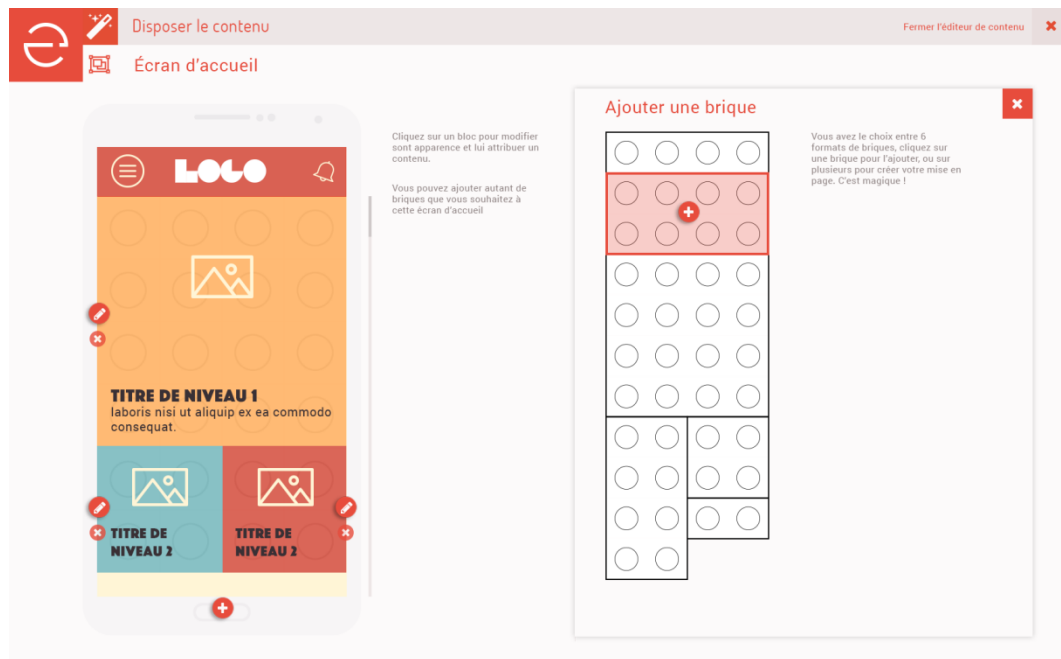 Disposer le contenu
Fermer l'éditeur de contenu
Écran d'accueil
LOGO
TITRE DE NIVEAU 1
laboris nisi ut aliquip ex ea commodo
consequat.
TITRE DE
NIVEAU 2
TITRE DE
NIVEAU 2
Cliquez sur un bloc pour modifier
sont apparence et lui attribuer un
contenu.
Vous pouvez ajouter autant de
briques que vous souhaitez à
cette écran d'accueil
Ajouter une brique
Vous avez le choix entre 6
formats de briques, cliquez sur
une brique pour l'ajouter, ou sur
plusieurs pour créer votre mise en
page. C'est magique !